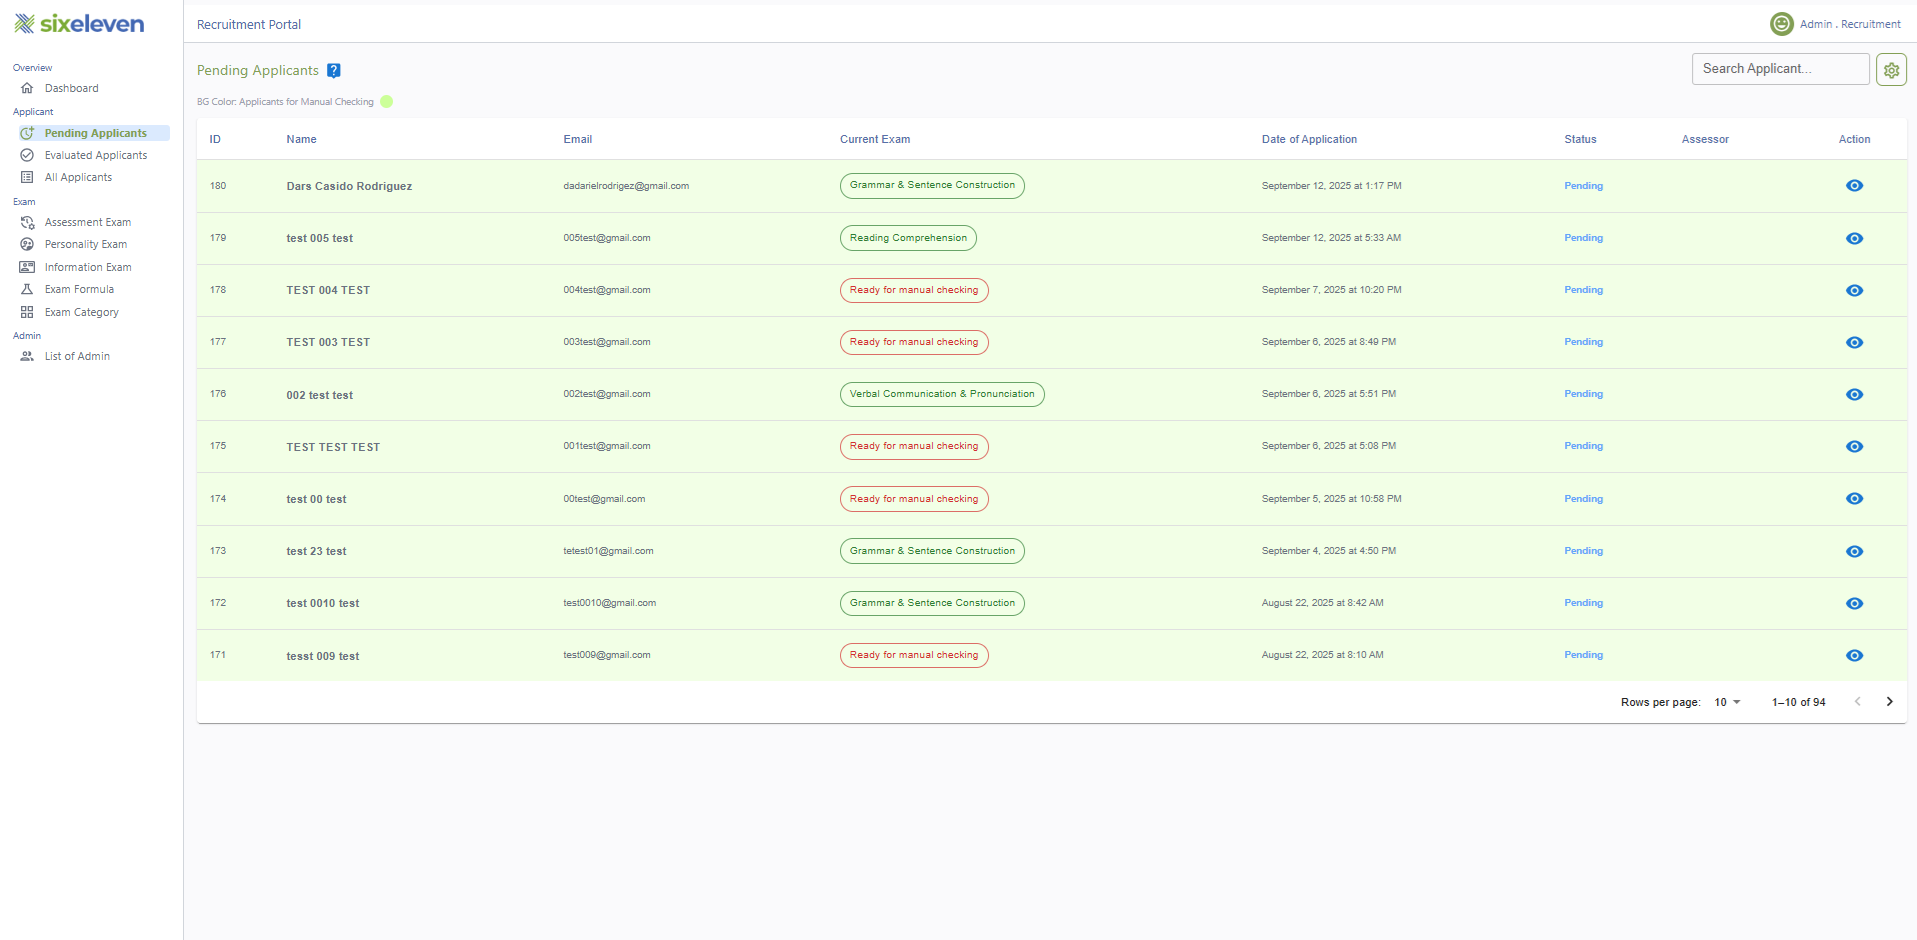 sixeleven
Recruitment Portal
Admin . Recruitment
Overview
Dashboard
Applicant
Pending Applicants
Evaluated Applicants
All Applicants
Exam
Assessment Exam
Personality Exam
Information Exam
Exam Formula
Exam Category
Admin
List of Admin
Pending Applicants ?
Search Applicant...
BG Color: Applicants for Manual Checking
ID Name Email Current Exam Date of Application Status Assessor Action
180 Dars Casido Rodriguez dadarielrodrigez@gmail.com Grammar & Sentence Construction September 12, 2025 at 1:17 PM Pending
179 test 005 test 005test@gmail.com Reading Comprehension September 12, 2025 at 5:33 AM Pending
178 TEST 004 TEST 004test@gmail.com Ready for manual checking September 7, 2025 at 10:20 PM Pending
177 TEST 003 TEST 003test@gmail.com Ready for manual checking September 6, 2025 at 8:49 PM Pending
176 002 test test 002test@gmail.com Verbal Communication & Pronunciation September 6, 2025 at 5:51 PM Pending
175 TEST TEST TEST 001test@gmail.com Ready for manual checking September 6, 2025 at 5:08 PM Pending
174 test 00 test 00test@gmail.com Ready for manual checking September 5, 2025 at 10:58 PM Pending
173 test 23 test tetest01@gmail.com Grammar & Sentence Construction September 4, 2025 at 4:50 PM Pending
172 test 0010 test test0010@gmail.com Grammar & Sentence Construction August 22, 2025 at 8:42 AM Pending
171 tesst 009 test test009@gmail.com Ready for manual checking August 22, 2025 at 8:10 AM Pending
Rows per page: 10 1–10 of 94